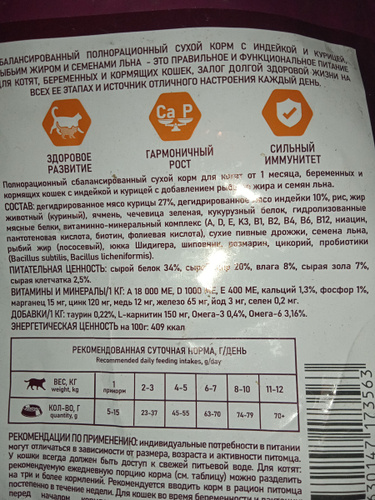 СБАЛАНСИРОВАННЫЙ ПОЛНОРАЦИОННЫЙ СУХОЙ КОРМ С ИНДЕЙКОЙ И КУРИЦЕЙ,
РЫБЬИМ ЖИРОМ И СЕМЕНАМИ ЛЬНА - ЭТО ПРАВИЛЬНОЕ И ФУНКЦИОНАЛЬНОЕ ПИТАНИЕ
ДЛЯ КОТЯТ, БЕРЕМЕННЫХ И КОРМЯЩИХ КОШЕК, ЗАЛОГ ДОЛГОЙ ЗДОРОВОЙ ЖИЗНИ НА
ВСЕХ ЕЕ ЭТАПАХ И ИСТОЧНИК ОТЛИЧНОГО НАСТРОЕНИЯ КАЖДЫЙ ДЕНЬ.
Ca P
ЗДОРОВОЕ РАЗВИТИЕ
ГАРМОНИЧНЫЙ РОСТ
СИЛЬНЫЙ ИММУНИТЕТ
Полнорационный сбалансированный сухой корм для котят от 1 месяца, беременных и
кормящих кошек с индейкой и курицей с добавлением рыбьего жира и семян льна.
СОСТАВ: дегидрированное мясо курицы 27%, дегидрированное мясо индейки 10%, рис, жир
животный (куриный), ячмень, чечевица зеленая, кукурузный белок, гидролизованные
мясные белки, витаминно-минеральный комплекс (A, D, E, K3, B1, B2, B4, B6, B12, ниацин,
пантотеновая кислота, биотин, фолиевая кислота), сухие пивные дрожжи, семена льна,
рыбий жир (лососевый), юкка Шидигера, шиповник, розмарин, цикорий, пробиотики
(Bacillus subtilis, Bacillus licheniformis).
ПИТАТЕЛЬНАЯ ЦЕННОСТЬ: сырой белок 34%, сырой жир 20%, влага 8%, сырая зола 7%,
сырая клетчатка 2,5%.
ВИТАМИНЫ И МИНЕРАЛЫ/1 КГ: А 18 000 МЕ, D 1000 МЕ, Е 400 МЕ, кальций 1,3%, фосфор 1%,
марганец 15 мг, цинк 120 мг, медь 12 мг, железо 65 мг, йод 3 мг, селен 0,2 мг.
ДОБАВКИ/1 КГ: таурин 0,22%, L-карнитин 150 мг, Омега-3 0,4%, Омега-6 3,16%.
ЭНЕРГЕТИЧЕСКАЯ ЦЕННОСТЬ на 100г: 409 ккал
РЕКОМЕНДОВАННАЯ СУТОЧНАЯ НОРМА, Г/ДЕНЬ
Recommended daily feeding intakes, g/day
ВЕС, КГ weight, kg 1 прикорм 2-3 4-5 6-7 8-10 11-12
КОЛ-ВО, Г quantity, g 5-15 23-37 45-55 63-70 74-79 70+
РЕКОМЕНДАЦИИ ПО ПРИМЕНЕНИЮ: индивидуальные потребности в питании
могут отличаться в зависимости от размера, возраста и активности питомца.
У кошки всегда должен быть доступ к свежей питьевой воде. Для котят:
рекомендуемую ежедневную порцию корма (см. таблицу) можно разделить
на три и более кормлений. Рекомендуется вводить корм в рацион питомца
постепенно в течение недели. Для кошек во время беременности и
перед началом